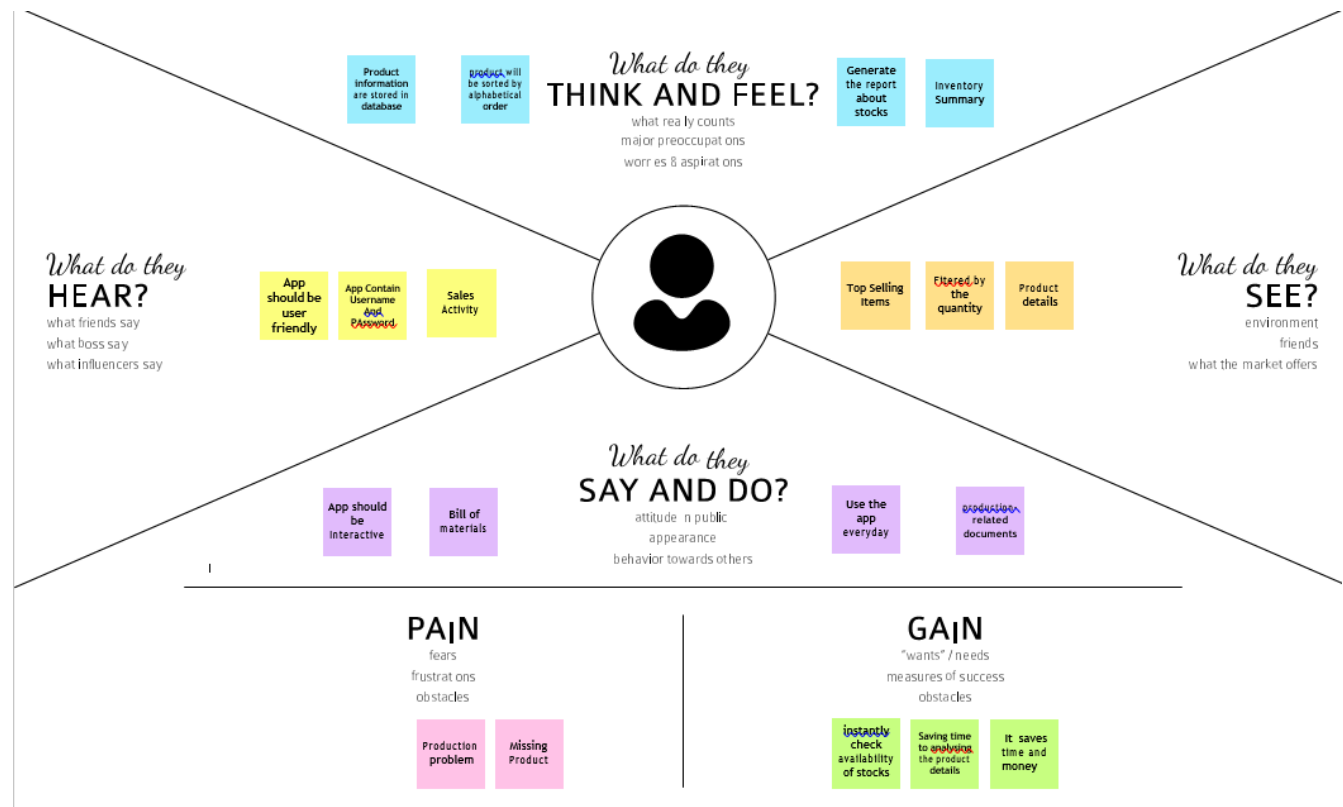 What do they
THINK AND FEEL?
what really counts
major preoccupat ons
worr es & aspirat ons
Product
information
are stored in
database
product will
be sorted by
alphabetical
order
Generate
the report
about
stocks
Inventory
Summary
What do they
HEAR?
what friends say
what boss say
what influencers say
App
should be
user
friendly
App Contain
Username
And
PAssword
Sales
Activity
Top Selling
Items
Fltered by
the
quantity
Product
details
What do they
SEE?
environment
friends
what the market offers
What do they
SAY AND DO?
attitude n public
appearance
behavior towards others
App should
be
Interactive
Bill of
materials
Use the
app
everyday
production
related
documents
PAIN
fears
frustrat ons
obstacles
Production
problem
Missing
Product
GAIN
"wants" / needs
measures of success
obstacles
instantly
check
availability
of stocks
Saving time
to analysing
the product
details
It saves
time and
money